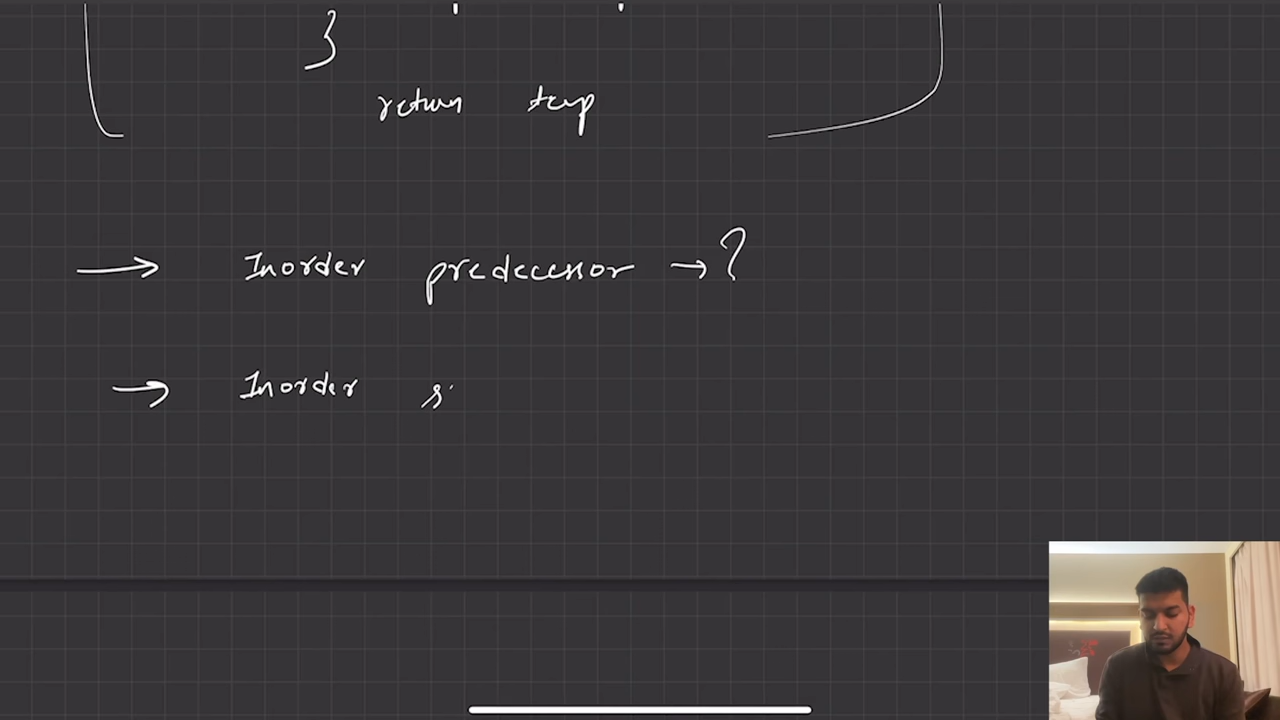 }
return temp
→ Inorder predecessor → ?
→ Inorder s